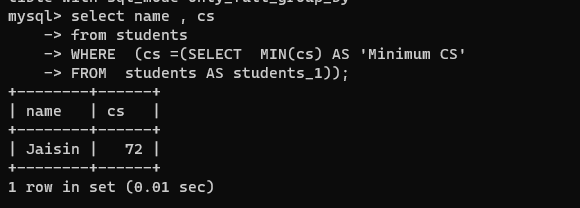 mysql> select name , cs
    -> from students
    -> WHERE  (cs =(SELECT  MIN(cs) AS 'Minimum CS'
    -> FROM  students AS students_1));
+--------+------+
| name   | cs   |
+--------+------+
| Jaisin |   72 |
+--------+------+
1 row in set (0.01 sec)